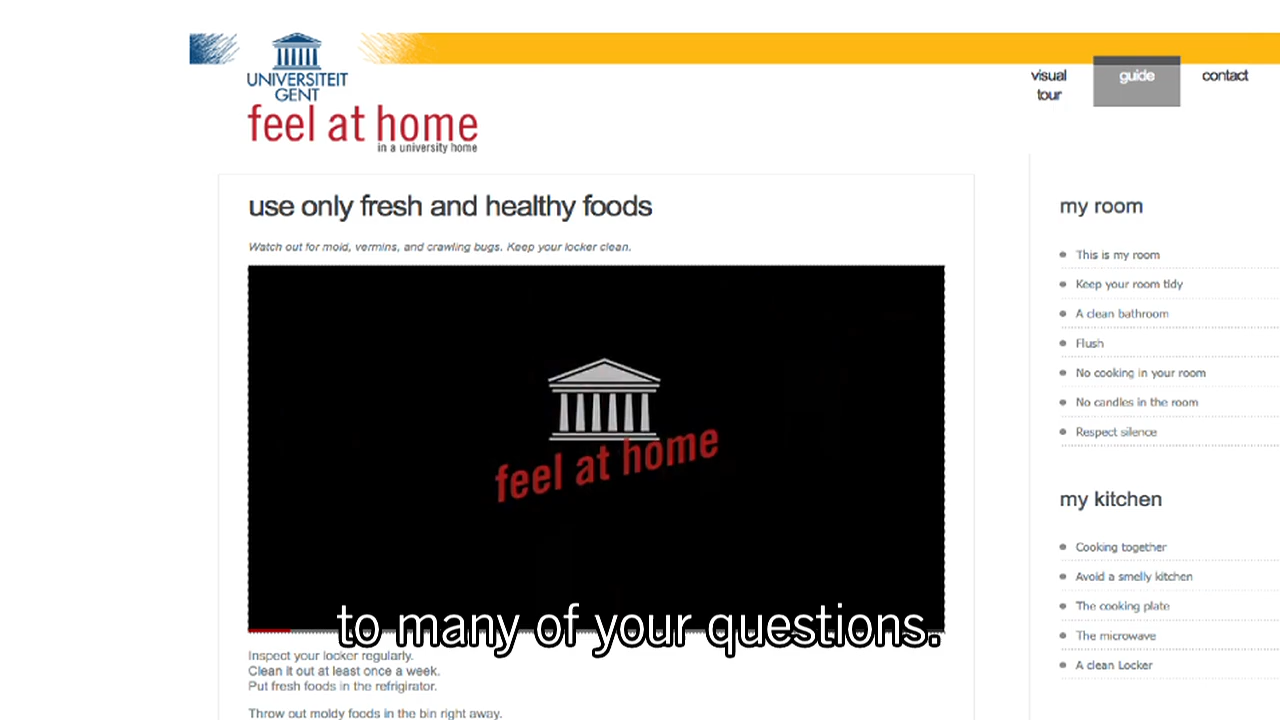 UNIVERSITEIT
GENT
feel at home
in a university home
visual
tour
guide
contact
use only fresh and healthy foods
Watch out for mold, vermins, and crawling bugs. Keep your locker clean.
feel at home
to many of your questions.
Inspect your locker regularly.
Clean it out at least once a week.
Put fresh foods in the refrigirator.
Throw out moldy foods in the bin right away.
my room
This is my room
Keep your room tidy
A clean bathroom
Flush
No cooking in your room
No candles in the room
Respect silence
my kitchen
Cooking together
Avoid a smelly kitchen
The cooking plate
The microwave
A clean Locker